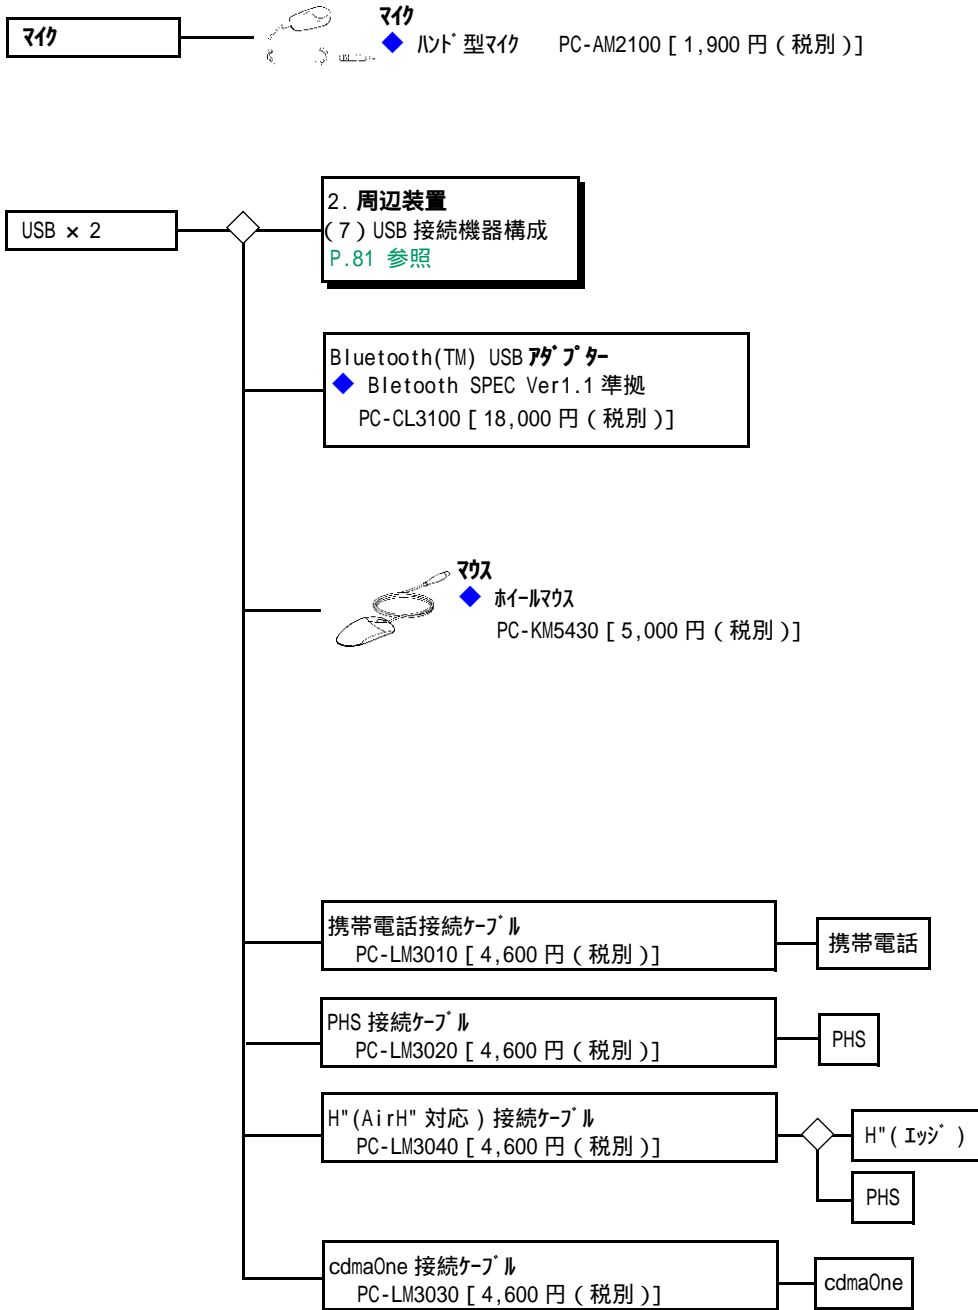 ﾏｲｸ
ﾏｲｸ
◆ ﾊﾝﾄﾞ型ﾏｲｸ PC-AM2100 [ 1,900 円 ( 税別 )]
USB × 2
2. 周辺装置
( 7 ) USB 接続機器構成
P.81 参照
Bluetooth(TM) USB ｱﾀﾞﾌﾟﾀｰ
◆ Bletooth SPEC Ver1.1 準拠
PC-CL3100 [ 18,000 円 ( 税別 )]
ﾏｳｽ
◆ ﾎｲｰﾙﾏｳｽ
PC-KM5430 [ 5,000 円 ( 税別 )]
携帯電話接続ｹｰﾌﾞﾙ
PC-LM3010 [ 4,600 円 ( 税別 )]
携帯電話
PHS 接続ｹｰﾌﾞﾙ
PC-LM3020 [ 4,600 円 ( 税別 )]
PHS
H"(AirH" 対応 ) 接続ｹｰﾌﾞﾙ
PC-LM3040 [ 4,600 円 ( 税別 )]
H"( ｴｯｼﾞ )
PHS
cdmaOne 接続ｹｰﾌﾞﾙ
PC-LM3030 [ 4,600 円 ( 税別 )]
cdmaOne